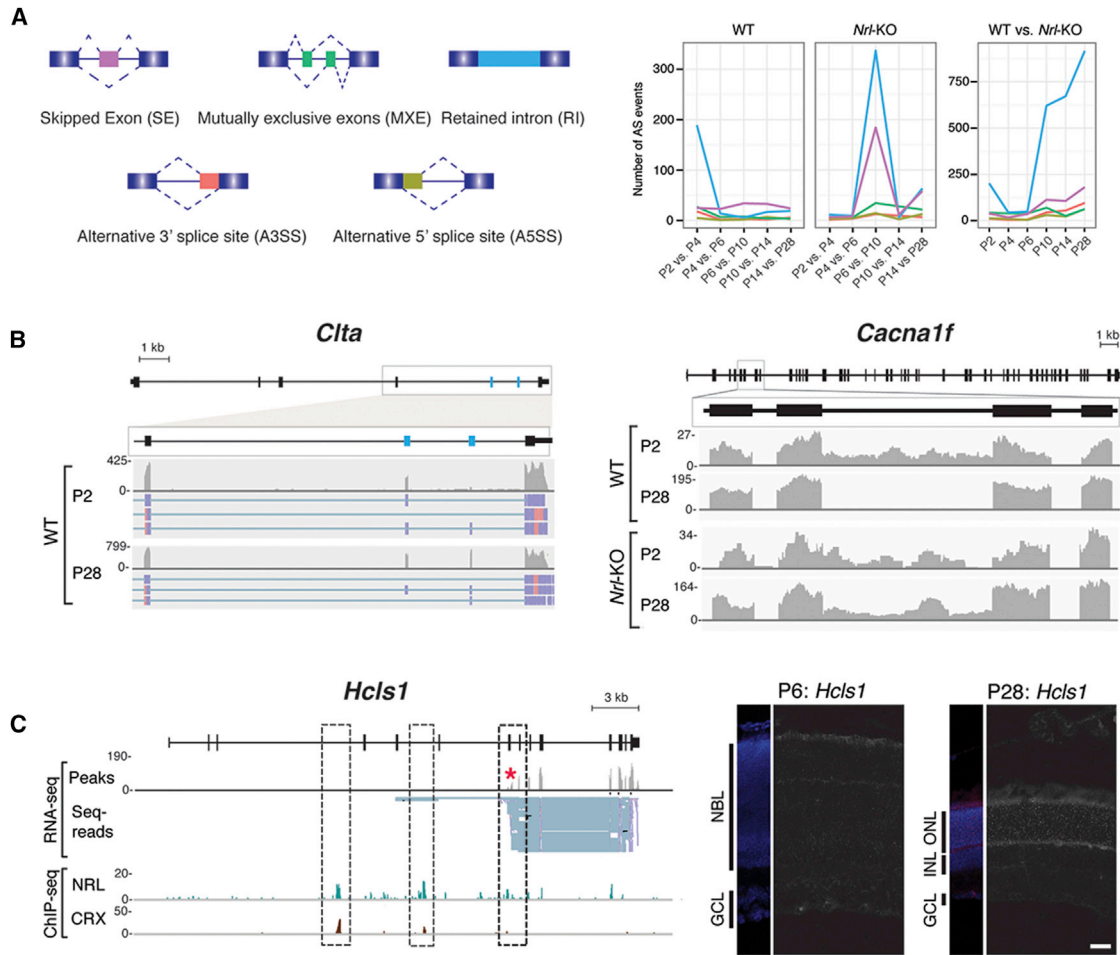 A
Skipped Exon (SE)
Mutually exclusive exons (MXE)
Retained intron (RI)
Alternative 3' splice site (A3SS)
Alternative 5' splice site (A5SS)
WT
Nrl-KO
WT vs. Nrl-KO
Number of AS events
300
200
100
0
750
500
250
0
P2 vs. P4
P4 vs. P6
P6 vs. P10
P10 vs. P14
P14 vs. P28
P2 vs. P4
P4 vs. P6
P6 vs. P10
P10 vs. P14
P14 vs P28
P2
P4
P6
P10
P14
P28
B
Clta
1 kb
WT
425-
P2
0-
799-
P28
0-
Cacna1f
1 kb
WT
27-
P2
0-
195-
P28
0-
Nrl-KO
34-
P2
0-
164-
P28
0-
C
Hcls1
3 kb
RNA-seq
190-
Peaks
0-
Seq-
reads
ChIP-seq
20-
NRL
0-
50-
CRX
0-
P6: Hcls1
NBL
GCL
P28: Hcls1
ONL
INL
GCL